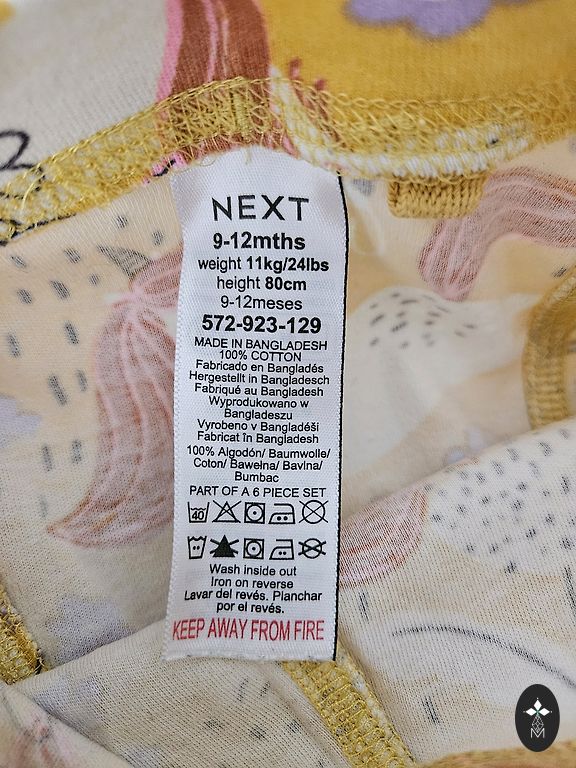 NEXT
9-12mths
weight 11kg/24lbs
height 80cm
9-12meses
572-923-129
MADE IN BANGLADESH
100% COTTON
Fabricado en Bangladés
Hergestellt in Bangladesch
Fabriqué au Bangladesh
Wyprodukowano w
Bangladeszu
Vyrobeno v Bangladéši
Fabricat în Bangladesh
100% Algodón/ Baumwolle/
Coton/ Bawełna/ Bavlna/
Bumbac
PART OF A 6 PIECE SET
40
Wash inside out
Iron on reverse
Lavar del revés. Planchar
por el revés.
KEEP AWAY FROM FIRE
M